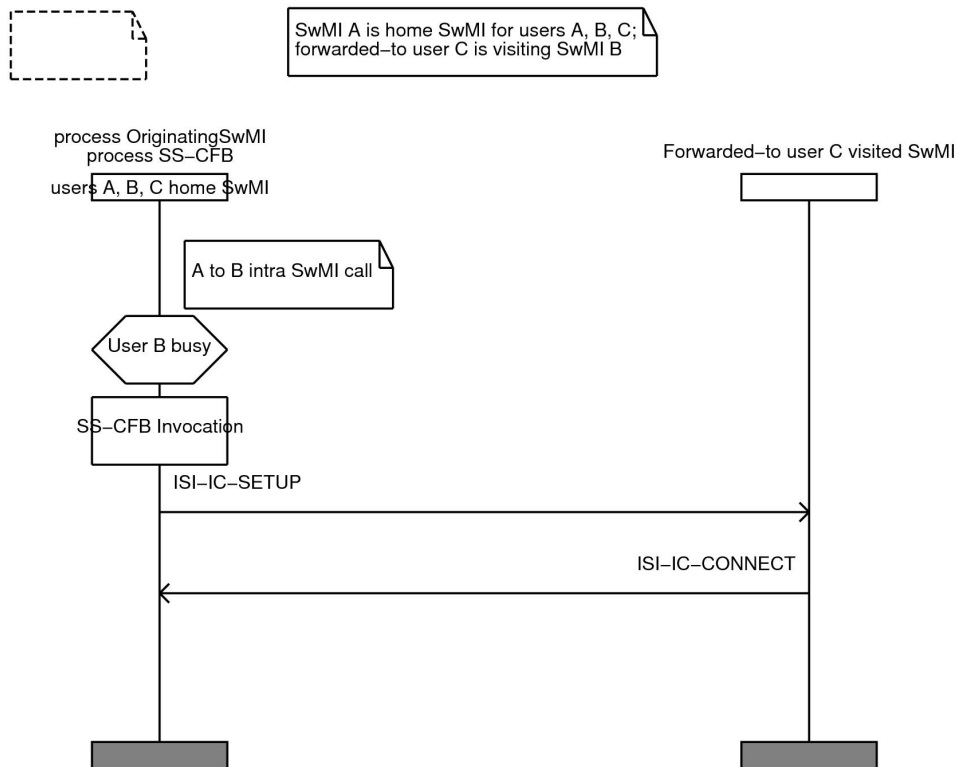 SwMI A is home SwMI for users A, B, C;
forwarded–to user C is visiting SwMI B
process OriginatingSwMI
process SS–CFB
users A, B, C home SwMI
Forwarded–to user C visited SwMI
A to B intra SwMI call
User B busy
SS–CFB Invocation
ISI–IC–SETUP
ISI–IC–CONNECT